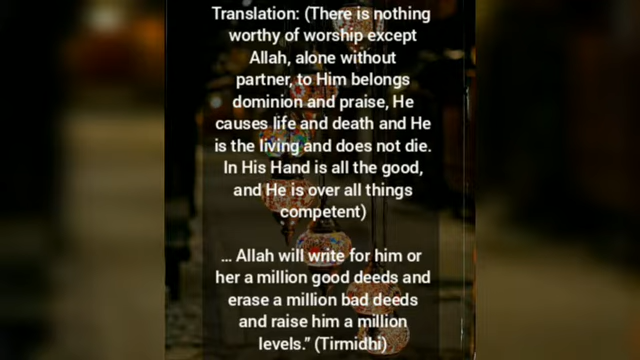 Translation: (There is nothing
worthy of worship except
Allah, alone without
partner, to Him belongs
dominion and praise, He
causes life and death and He
is the living and does not die.
In His Hand is all the good,
and He is over all things
competent)
... Allah will write for him or
her a million good deeds and
erase a million bad deeds
and raise him a million
levels.” (Tirmidhi)